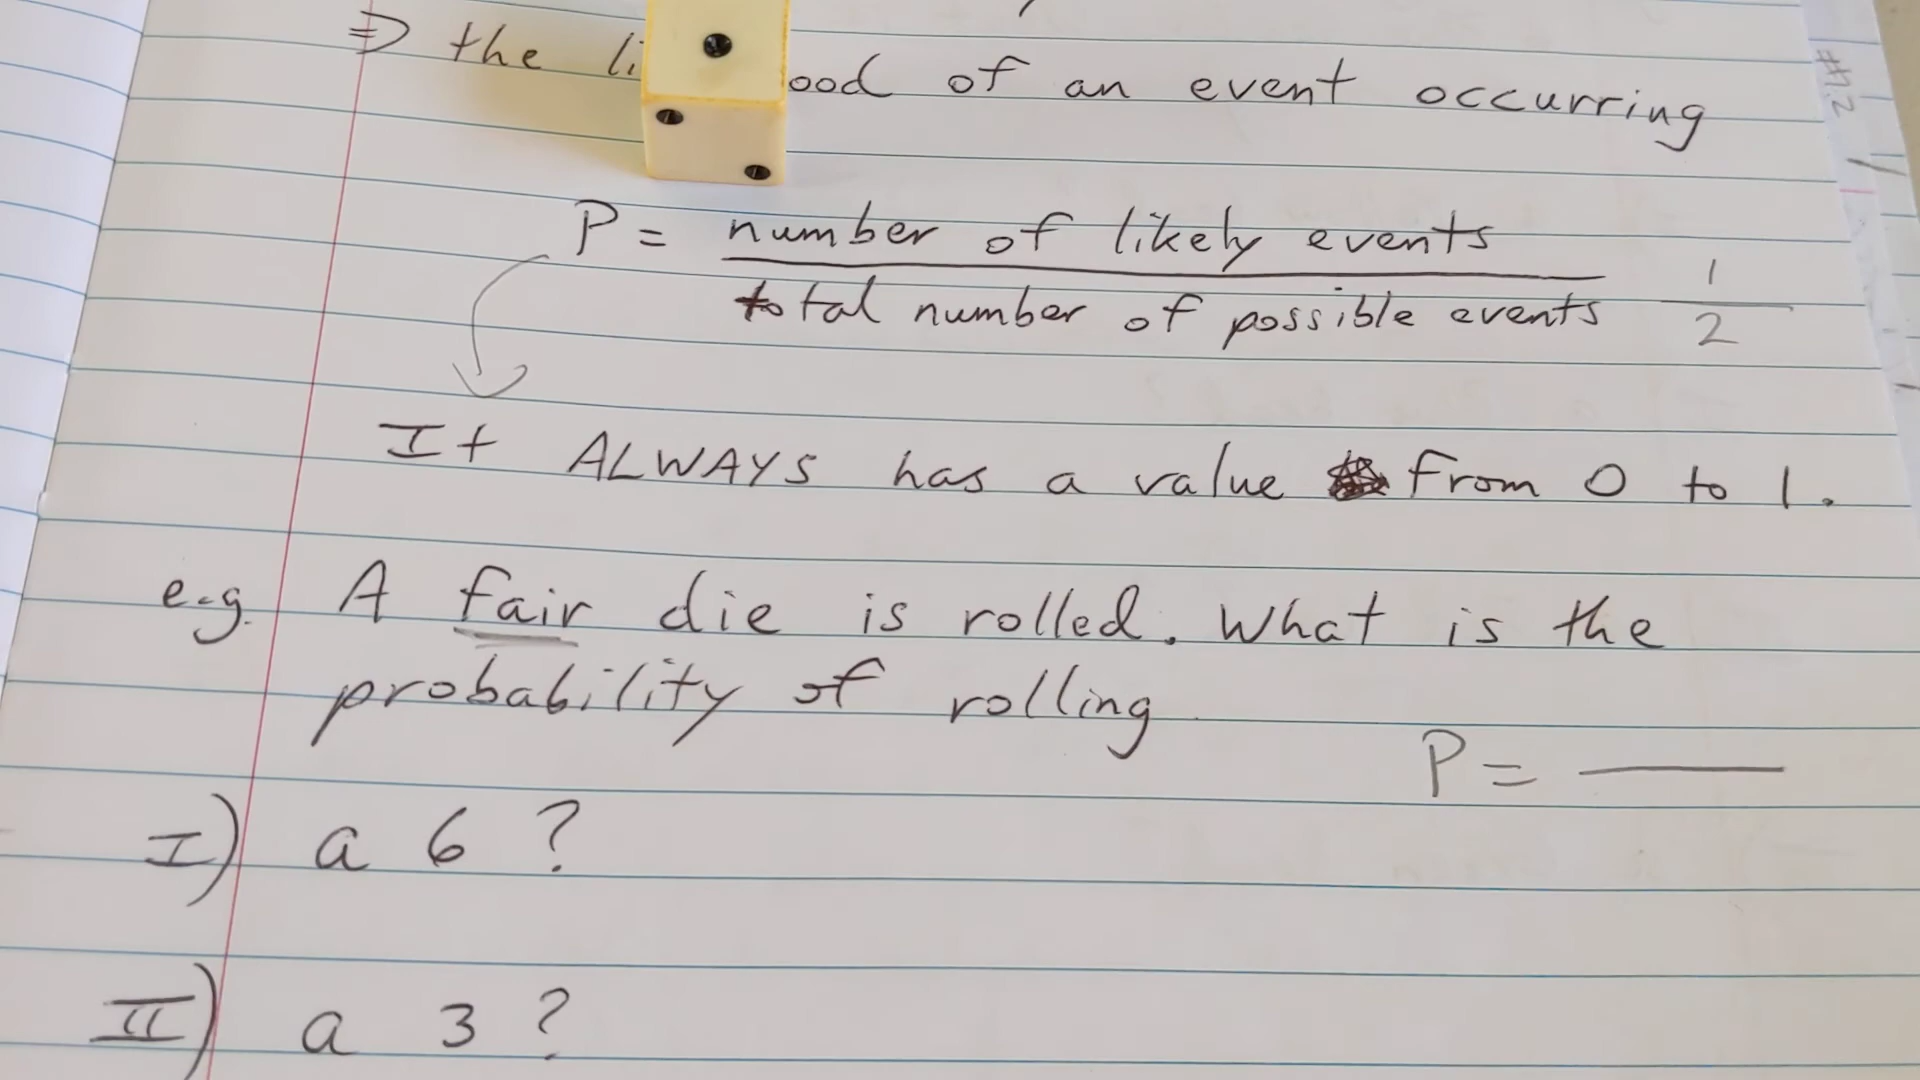 ⇒ the li ood of an event occurring
P = number of likely events
total number of possible events
1
2
It ALWAYS has a value from 0 to 1.
e.g. A fair die is rolled. What is the
probability of rolling
P =
I) a 6 ?
II) a 3 ?